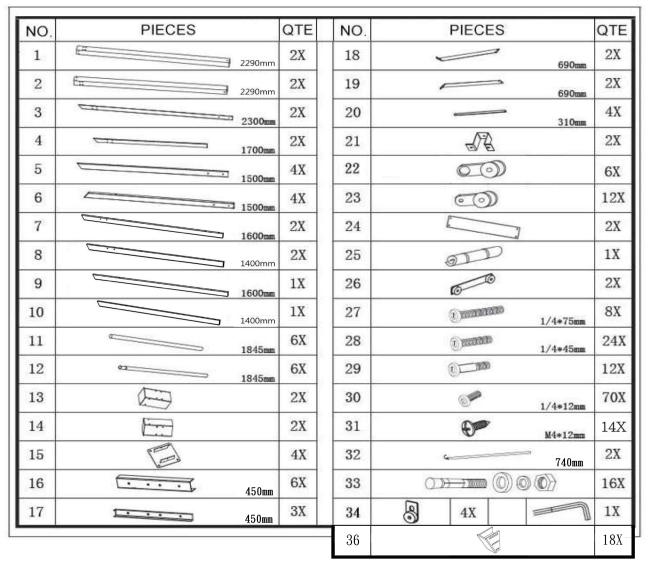 NO. PIECES QTE
1 2290mm 2X
2 2290mm 2X
3 2300mm 2X
4 1700mm 2X
5 1500mm 4X
6 1500mm 4X
7 1600mm 2X
8 1400mm 2X
9 1600mm 1X
10 1400mm 1X
11 1845mm 6X
12 1845mm 6X
13 2X
14 2X
15 4X
16 450mm 6X
17 450mm 3X
NO. PIECES QTE
18 690mm 2X
19 690mm 2X
20 310mm 4X
21 2X
22 6X
23 12X
24 2X
25 1X
26 2X
27 1/4*75mm 8X
28 1/4*45mm 24X
29 12X
30 1/4*12mm 70X
31 M4*12mm 14X
32 740mm 2X
33 16X
34 4X 1X
36 18X